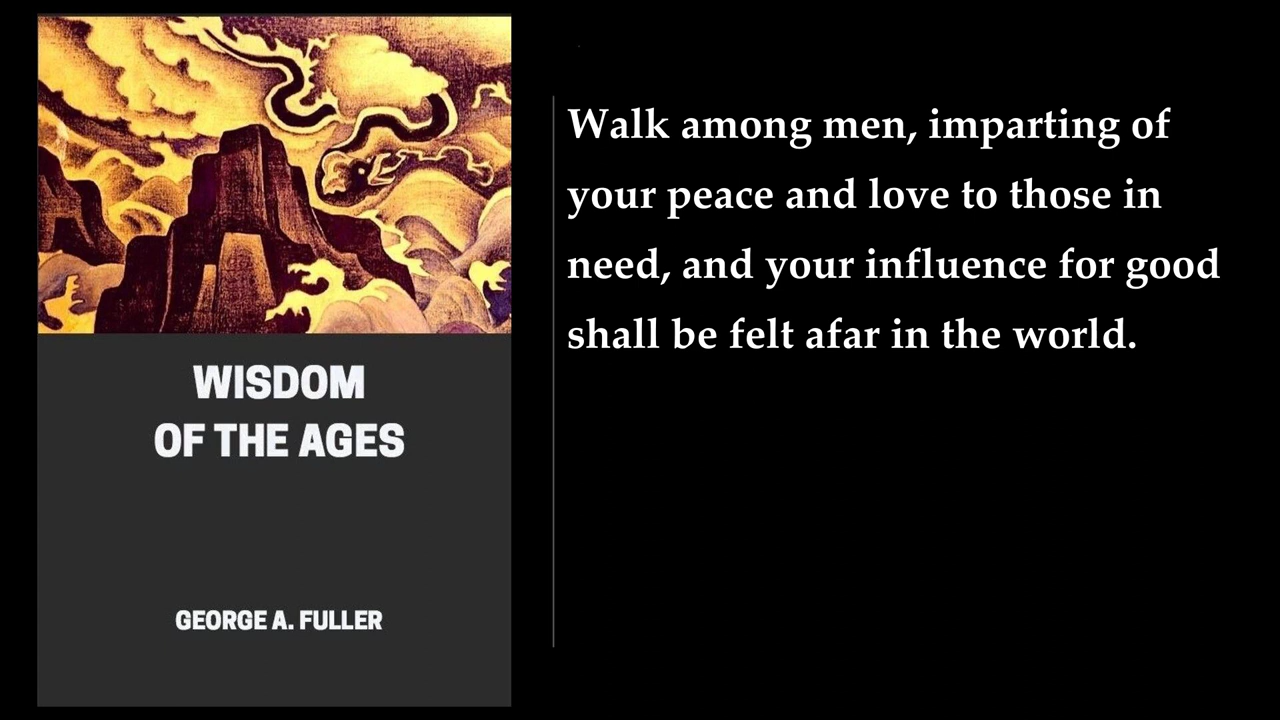 WISDOM
OF THE AGES
GEORGE A. FULLER
Walk among men, imparting of
your peace and love to those in
need, and your influence for good
shall be felt afar in the world.